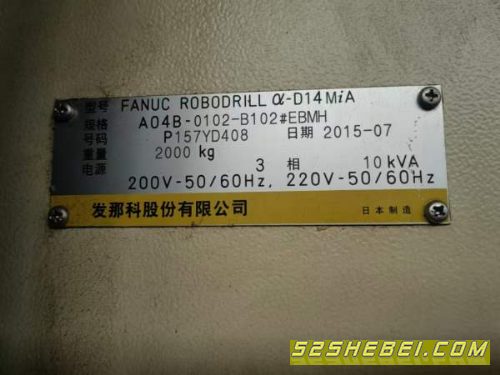 型号 FANUC ROBODRILL α-D14MiA
规格 A04B-0102-B102#EBMH
号码 P157YD408 日期 2015-07
重量 2000 kg
电源 3 相 10 kVA
200V-50/60Hz, 220V-50/60Hz
发那科股份有限公司 日本制造
52SHEBEI.COM